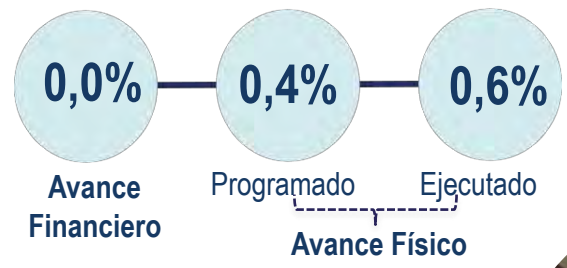 0,0%
0,4%
0,6%
Avance
Financiero
Programado
Ejecutado
Avance Físico